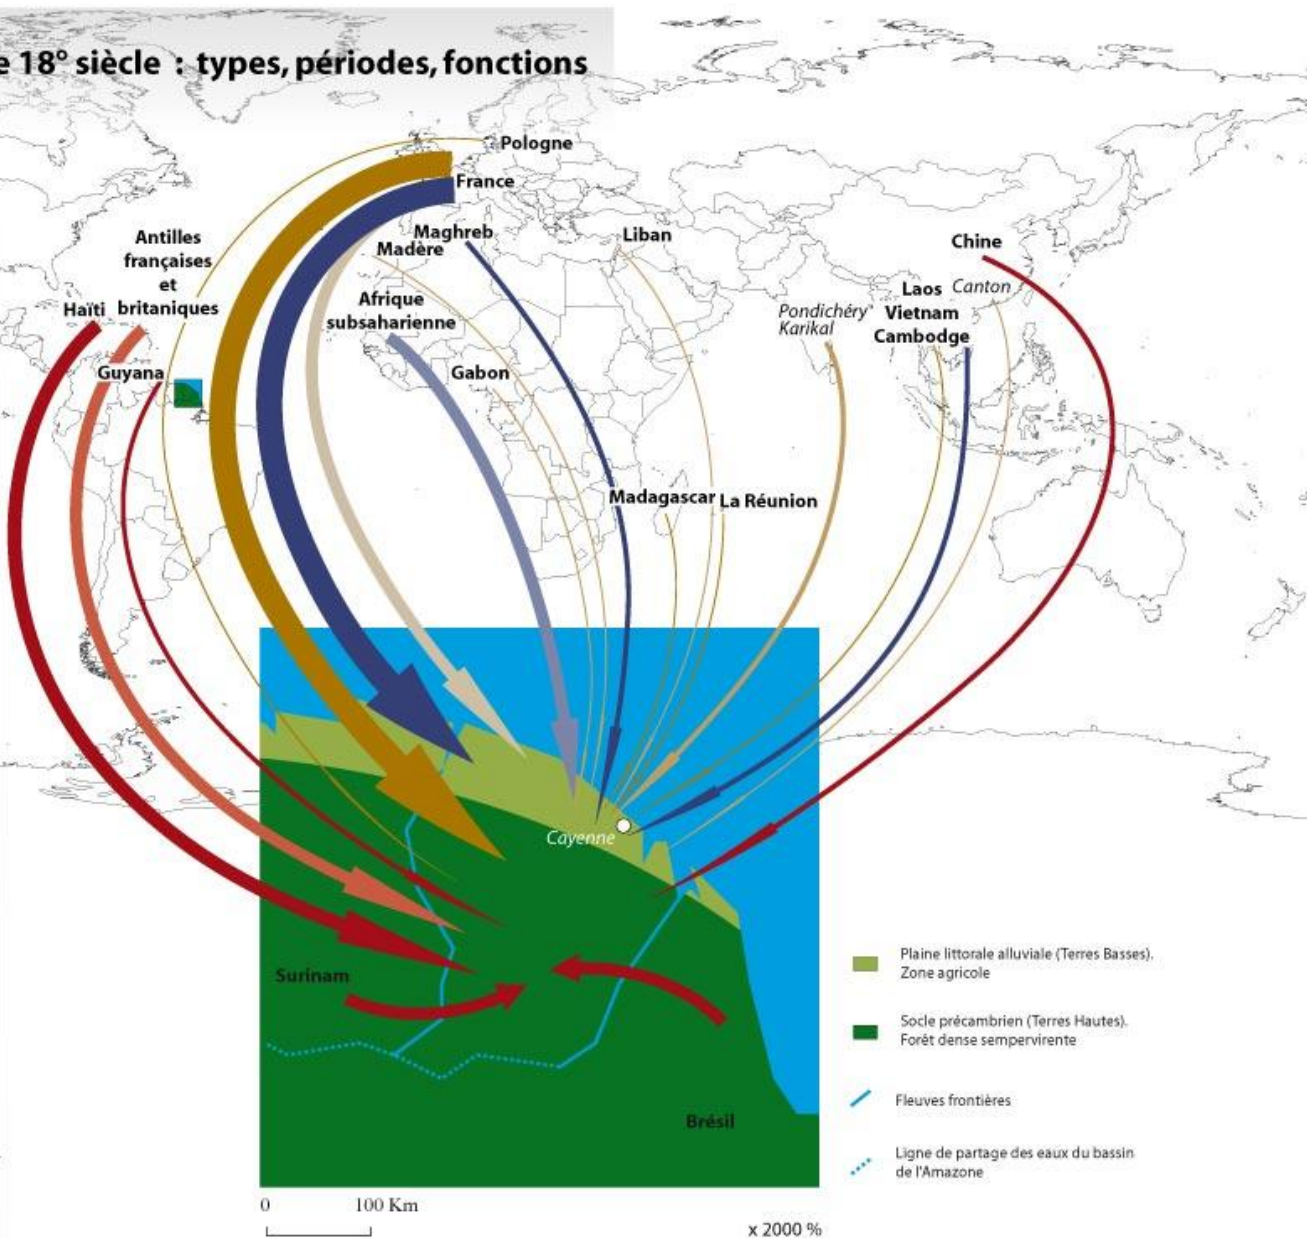 e 18° siècle : types, périodes, fonctions
Pologne
France
Maghreb
Madère
Liban
Chine
Antilles
françaises
et
britaniques
Haïti
Afrique
subsaharienne
Laos
Vietnam
Cambodge
Canton
Pondichéry
Karikal
Guyana
Gabon
Madagascar
La Réunion
Cayenne
Surinam
Brésil
Plaine littorale alluviale (Terres Basses).
Zone agricole
Socle précambrien (Terres Hautes).
Forêt dense sempervirente
Fleuves frontières
Ligne de partage des eaux du bassin
de l'Amazone
0 100 Km
x 2000 %